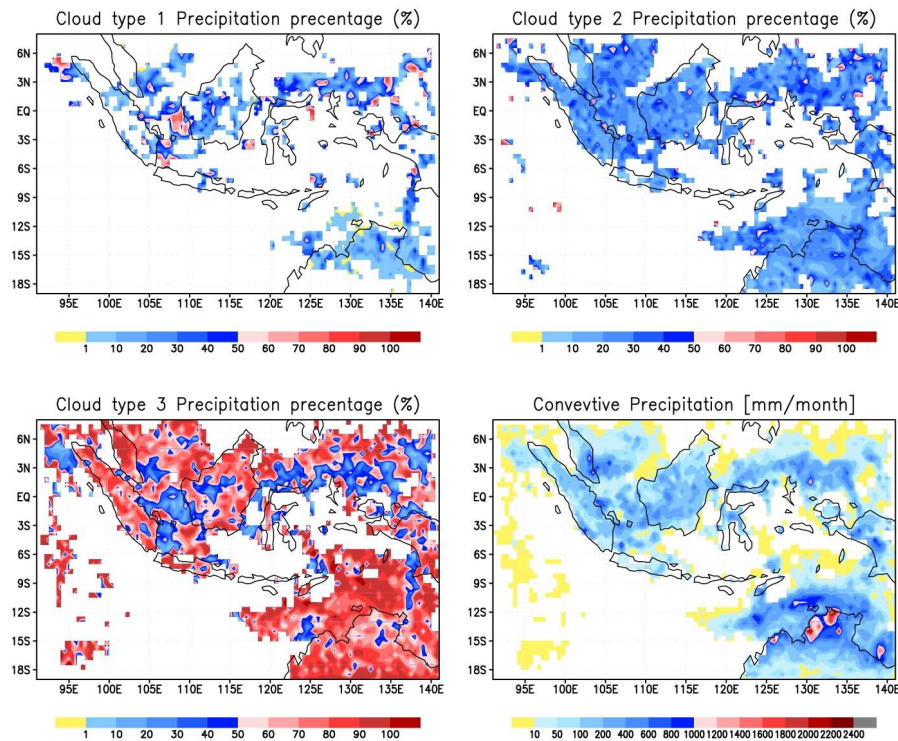 Cloud type 1 Precipitation precentage (%)
6N
3N
EQ
3S
6S
9S
12S
15S
18S
95E 100E 105E 110E 115E 120E 125E 130E 135E 140E
1 10 20 30 40 50 60 70 80 90 100
Cloud type 2 Precipitation precentage (%)
6N
3N
EQ
3S
6S
9S
12S
15S
18S
95E 100E 105E 110E 115E 120E 125E 130E 135E 140E
1 10 20 30 40 50 60 70 80 90 100
Cloud type 3 Precipitation precentage (%)
6N
3N
EQ
3S
6S
9S
12S
15S
18S
95E 100E 105E 110E 115E 120E 125E 130E 135E 140E
1 10 20 30 40 50 60 70 80 90 100
Convevtive Precipitation [mm/month]
6N
3N
EQ
3S
6S
9S
12S
15S
18S
95E 100E 105E 110E 115E 120E 125E 130E 135E 140E
10 50 100 200 400 600 800 1000 1200 1400 1600 1800 2000 2200 2400